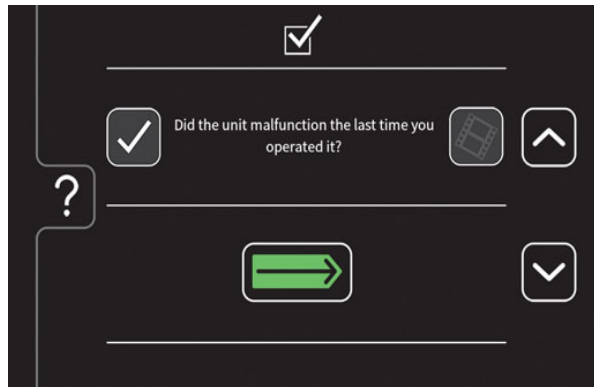 Did the unit malfunction the last time you
operated it?
?